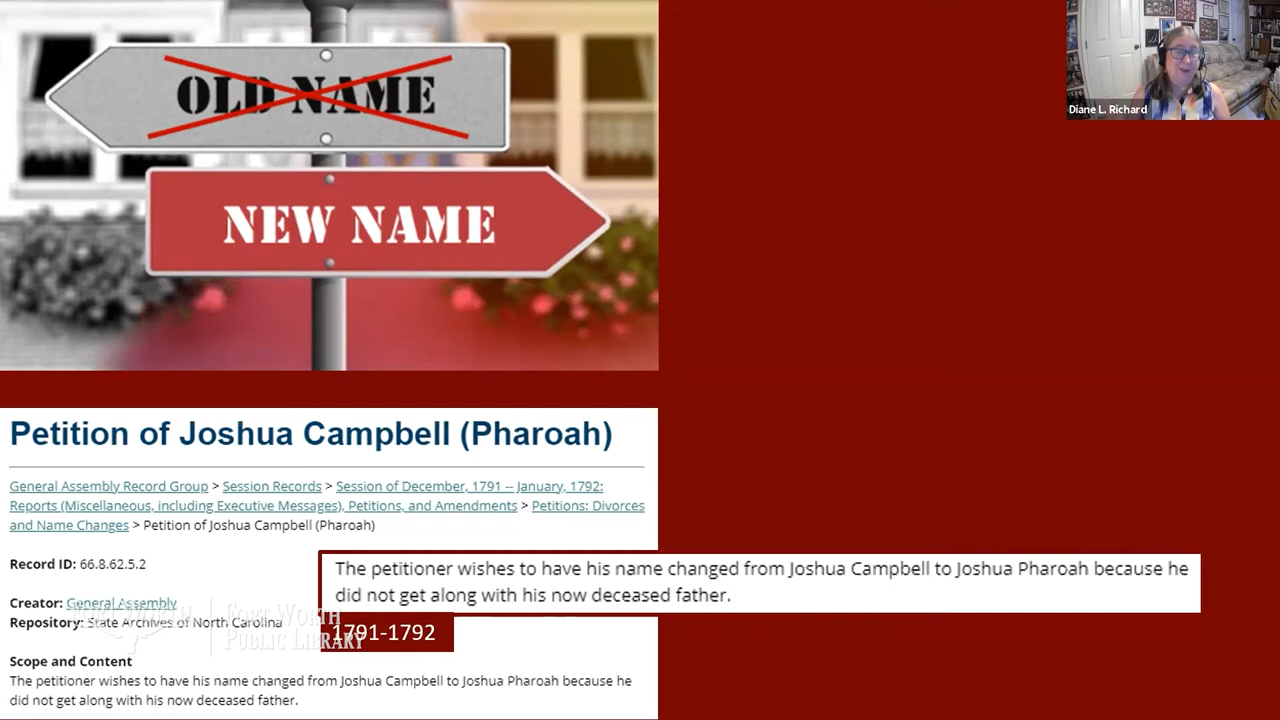 OLD NAME
NEW NAME
Diane L. Richard
Petition of Joshua Campbell (Pharoah)
General Assembly Record Group > Session Records > Session of December, 1791 -- January, 1792:
Reports (Miscellaneous, including Executive Messages), Petitions, and Amendments > Petitions: Divorces
and Name Changes > Petition of Joshua Campbell (Pharoah)
Record ID: 66.8.62.5.2
The petitioner wishes to have his name changed from Joshua Campbell to Joshua Pharoah because he
did not get along with his now deceased father.
Creator: General Assembly
Repository: State Archives of North Carolina
1791-1792
FORT WORTH
FORT WORTH
PUBLIC LIBRARY
Scope and Content
The petitioner wishes to have his name changed from Joshua Campbell to Joshua Pharoah because he
did not get along with his now deceased father.